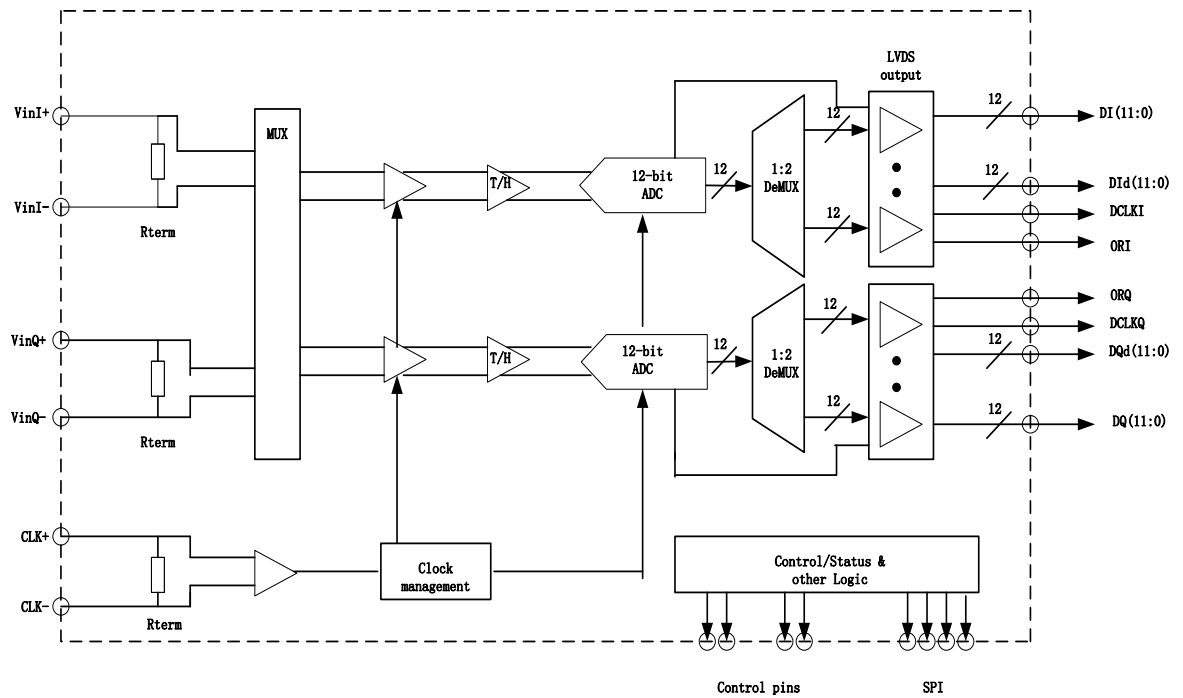 LVDS
output
VinI+
MUX
12
12
DI(11:0)
T/H
12-bit
ADC
12
1:2
DeMUX
12
DId(11:0)
VinI-
12
DCLKI
Rterm
ORI
ORQ
VinQ+
12
DCLKQ
T/H
12-bit
ADC
12
1:2
DeMUX
DQd(11:0)
VinQ-
12
12
DQ(11:0)
Rterm
CLK+
Clock
management
Control/Status &
other Logic
CLK-
Rterm
Control pins
SPI